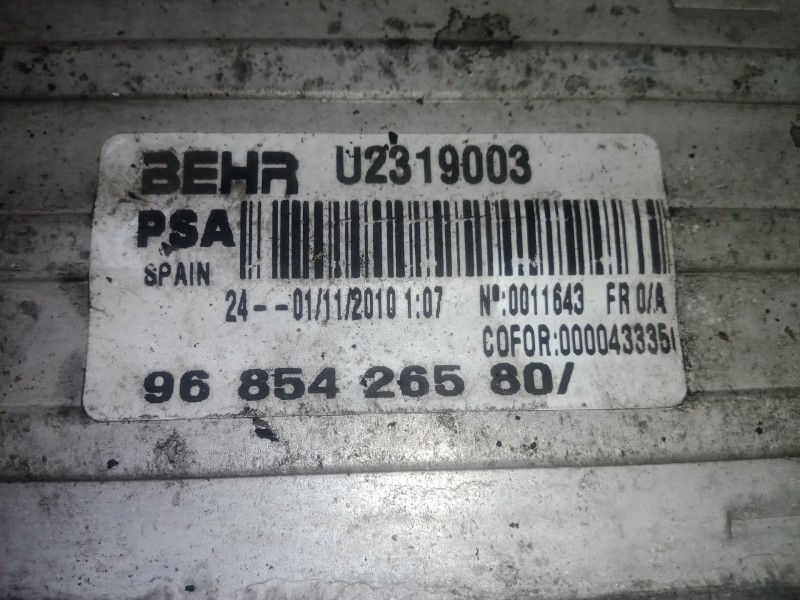 BEHR U2319003
PSA
SPAIN
24--01/11/2010 1:07 Nº:0011643 FR 0/A
COFOR:000043335
96 854 265 80/